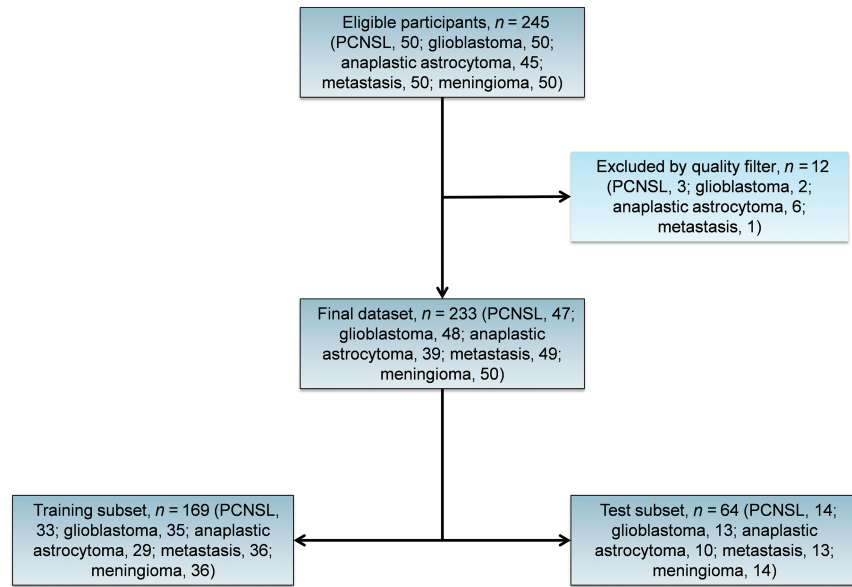 Eligible participants, n = 245
(PCNSL, 50; glioblastoma, 50;
anaplastic astrocytoma, 45;
metastasis, 50; meningioma, 50)
Excluded by quality filter, n = 12
(PCNSL, 3; glioblastoma, 2;
anaplastic astrocytoma, 6;
metastasis, 1)
Final dataset, n = 233 (PCNSL, 47;
glioblastoma, 48; anaplastic
astrocytoma, 39; metastasis, 49;
meningioma, 50)
Training subset, n = 169 (PCNSL,
33; glioblastoma, 35; anaplastic
astrocytoma, 29; metastasis, 36;
meningioma, 36)
Test subset, n = 64 (PCNSL, 14;
glioblastoma, 13; anaplastic
astrocytoma, 10; metastasis, 13;
meningioma, 14)